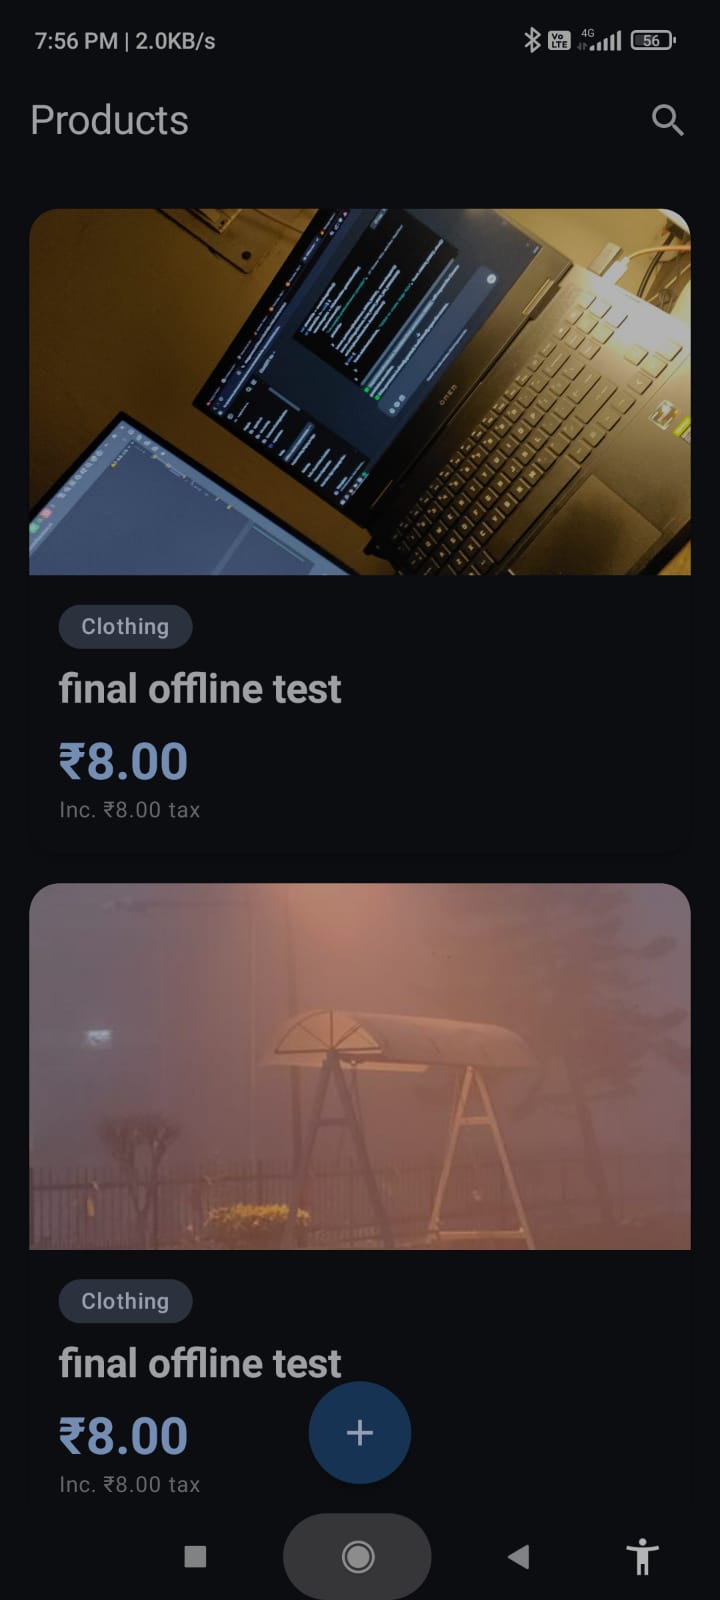 7:56 PM | 2.0KB/s
Vo LTE 4G 56
Products
OMEN
Clothing
final offline test
₹8.00
Inc. ₹8.00 tax
Clothing
final offline test
₹8.00
Inc. ₹8.00 tax